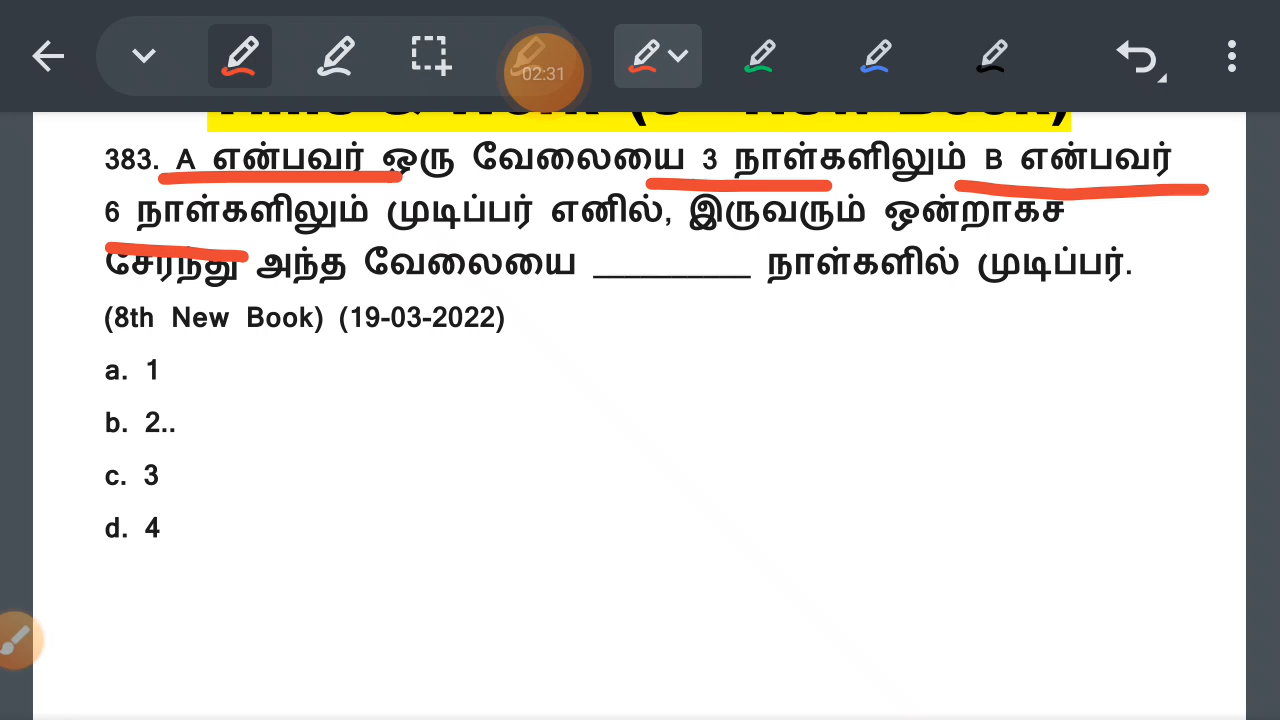 02:31
383. A என்பவர் ஒரு வேலையை 3 நாள்களிலும் B என்பவர்
6 நாள்களிலும் முடிப்பர் எனில், இருவரும் ஒன்றாகச்
சேர்ந்து அந்த வேலையை _________ நாள்களில் முடிப்பர்.
(8th New Book) (19-03-2022)
a. 1
b. 2..
c. 3
d. 4